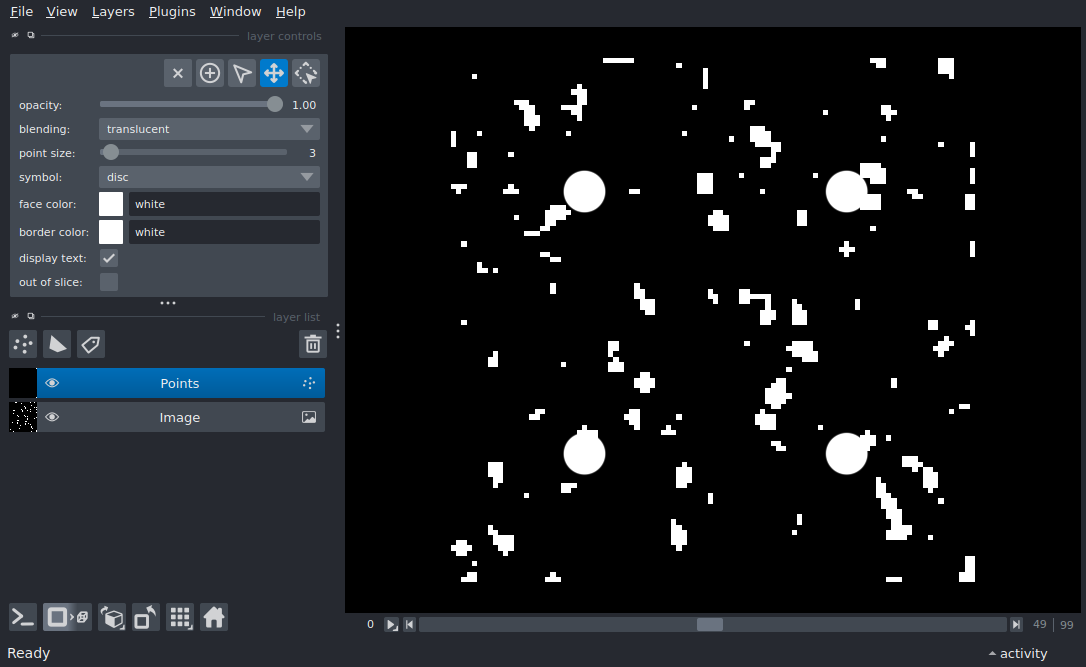 File View Layers Plugins Window Help
layer controls
opacity: 1.00
blending: translucent
point size: 3
symbol: disc
face color: white
border color: white
display text:
out of slice:
layer list
Points
Image
0 49 | 99
Ready activity